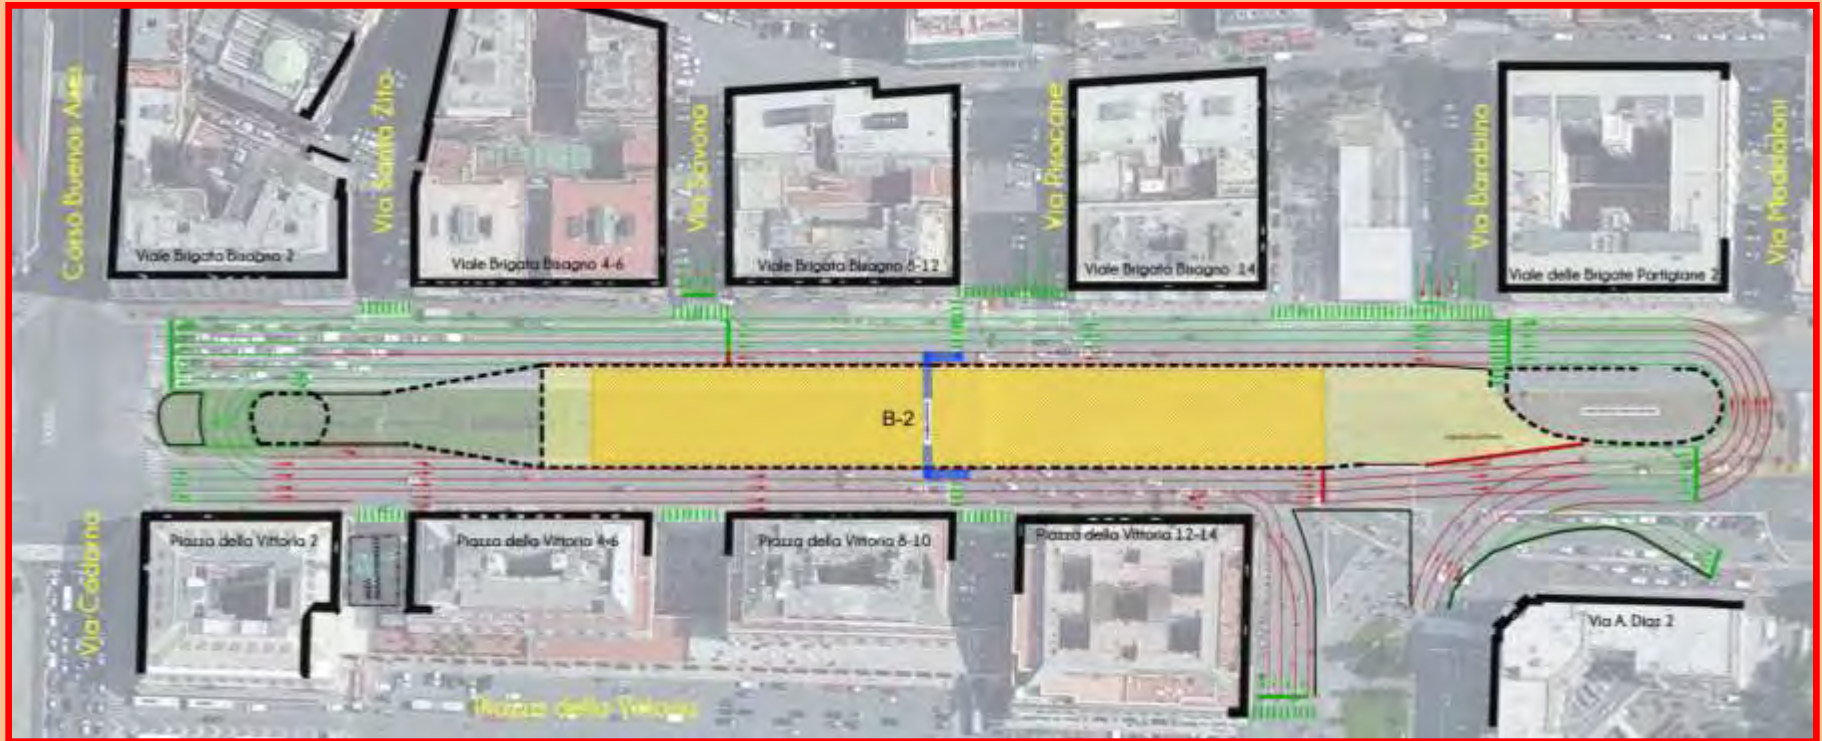 Corso Buenos Aires
Via Santa Zita
Via Savona
Via Pisacane
Via Barabino
Via Maddaloni
Viale Brigata Bisagno 2
Viale Brigata Bisagno 4-6
Viale Brigata Bisagno 8-12
Viale Brigata Bisagno 14
Viale delle Brigate Partigiane 2
B-2
Via Cadorna
Piazza della Vittoria 2
Piazza della Vittoria 4-6
Piazza della Vittoria 8-10
Piazza della Vittoria 12-14
Via A. Dias 2
Piazza della Vittoria